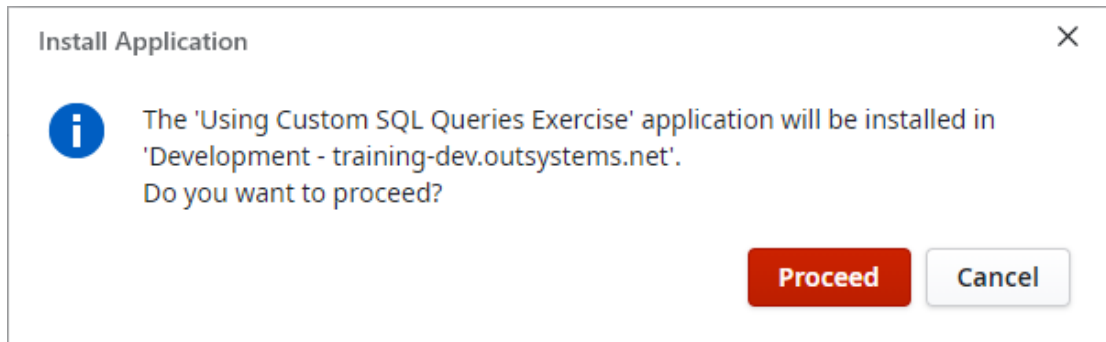 Install Application
The 'Using Custom SQL Queries Exercise' application will be installed in
'Development - training-dev.outsystems.net'.
Do you want to proceed?
Proceed
Cancel